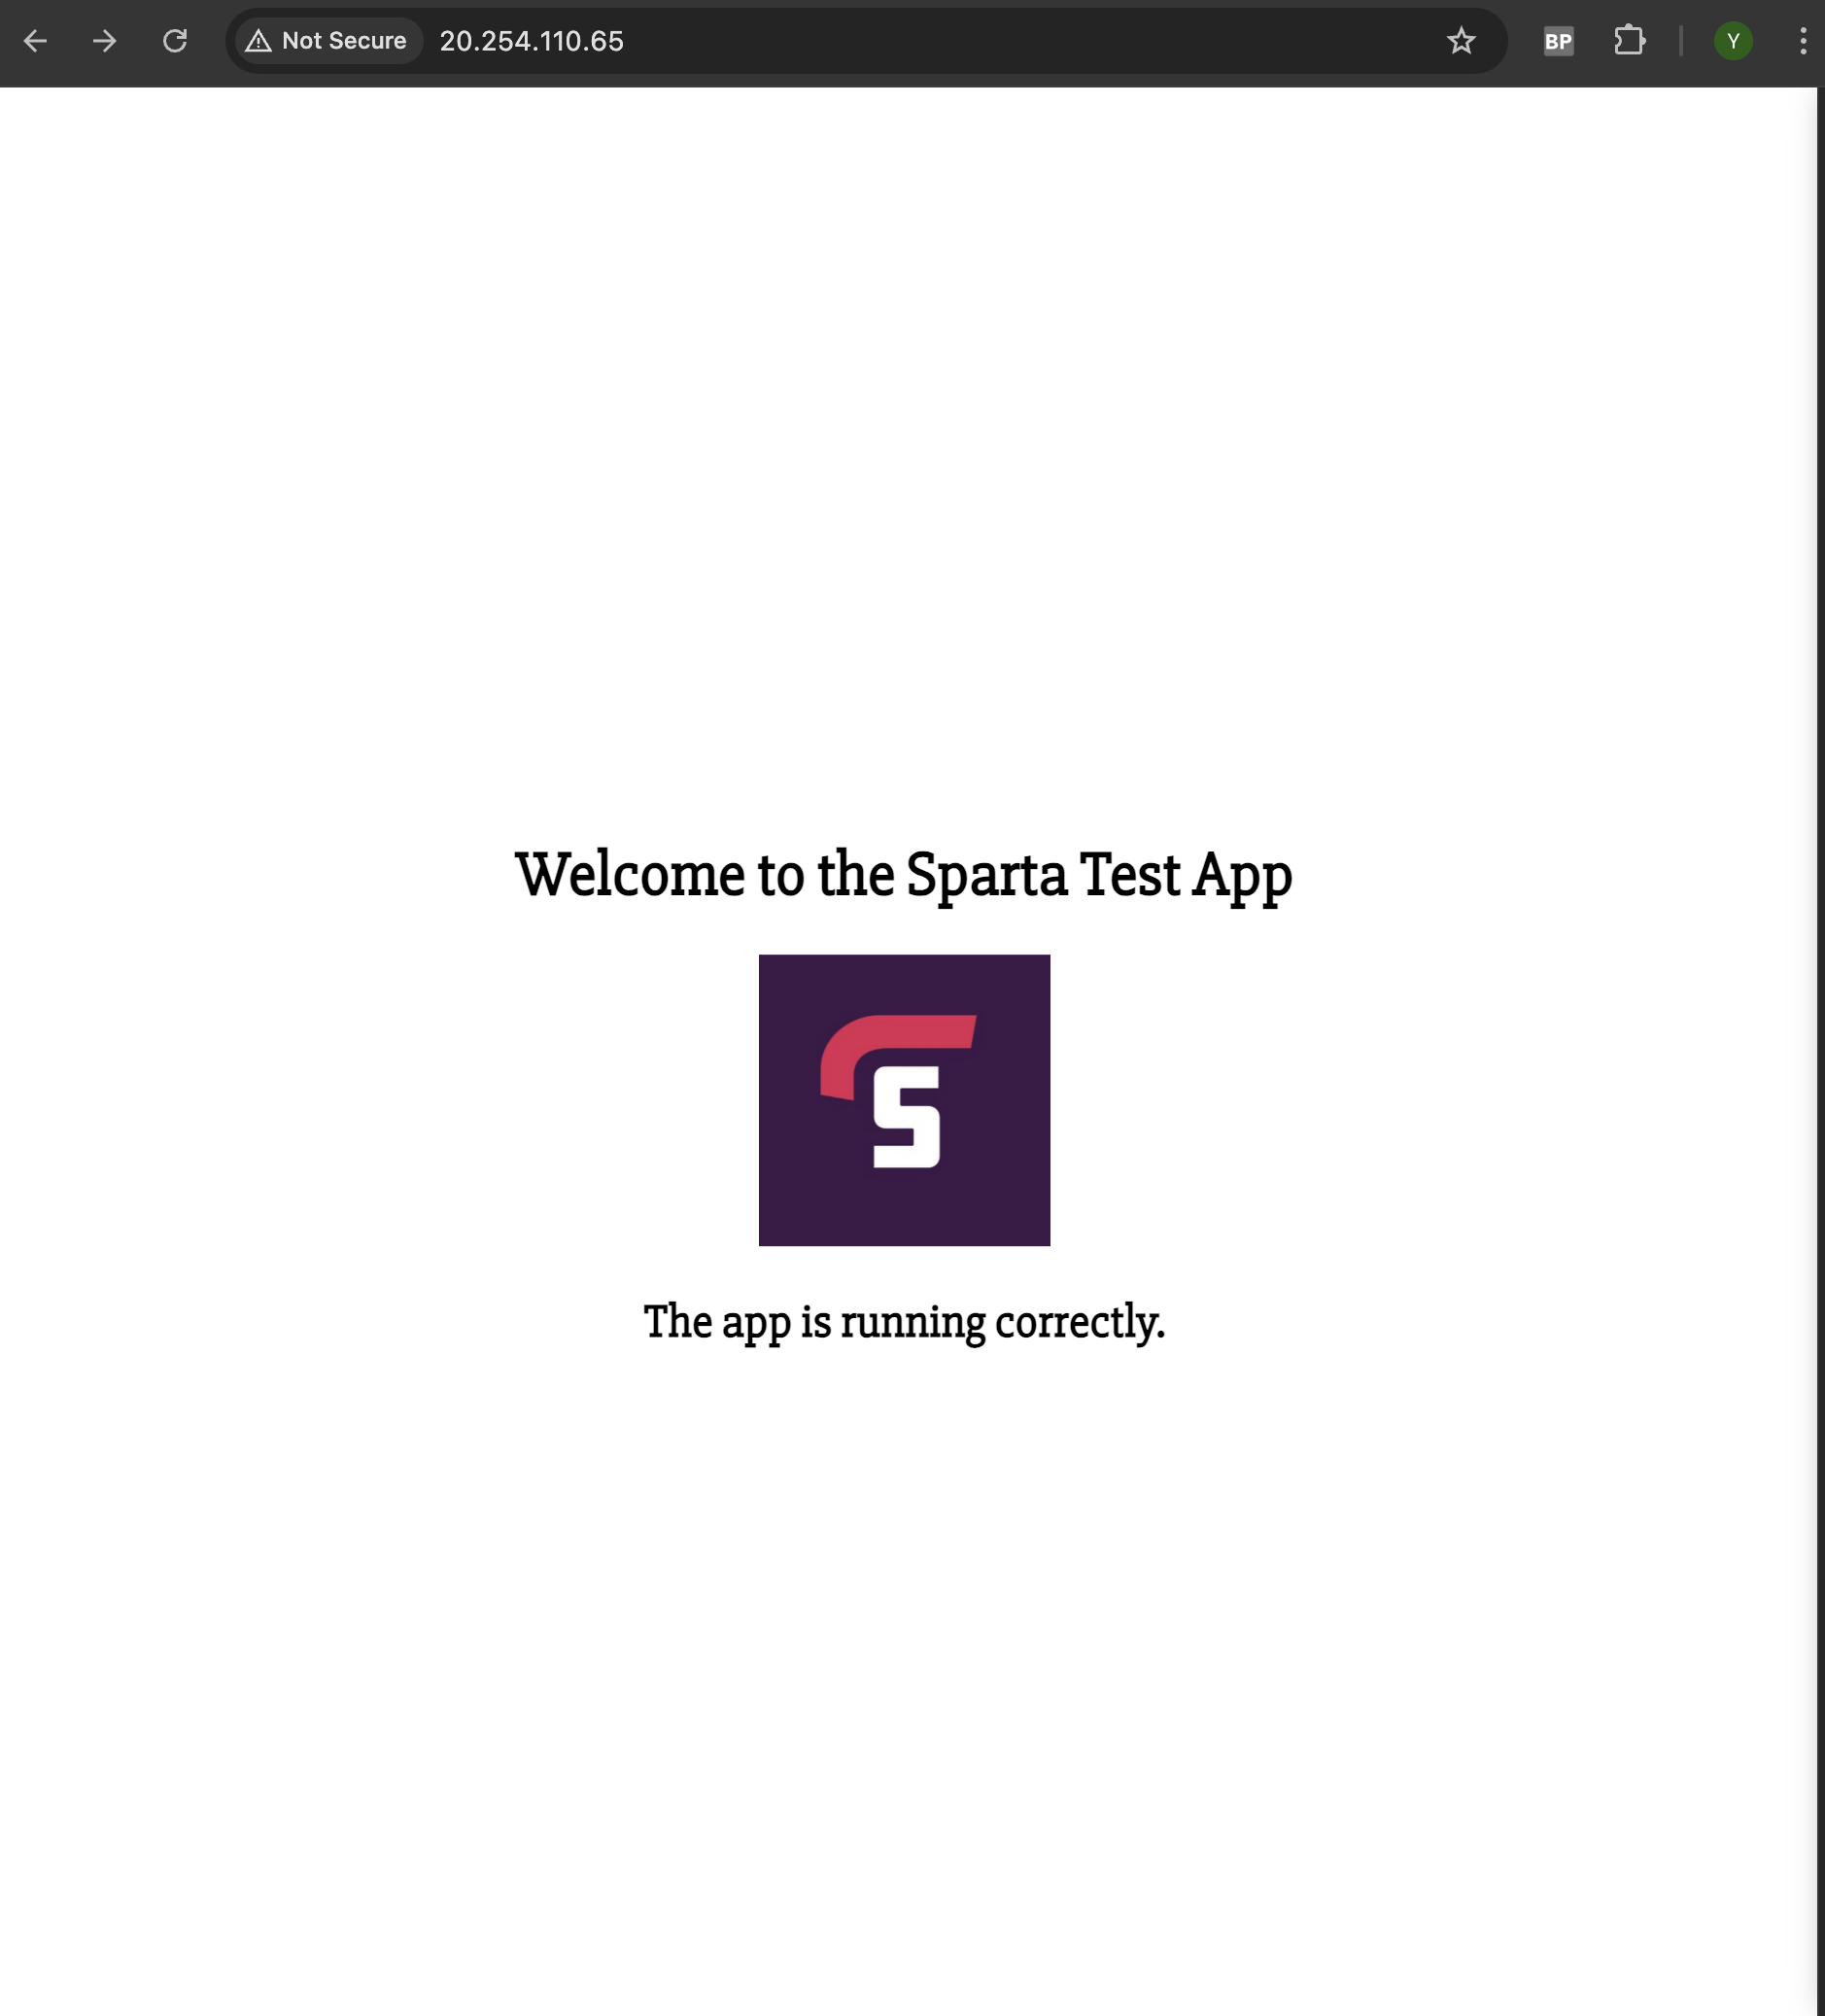 Not Secure 20.254.110.65 BP Y
Welcome to the Sparta Test App
S
The app is running correctly.